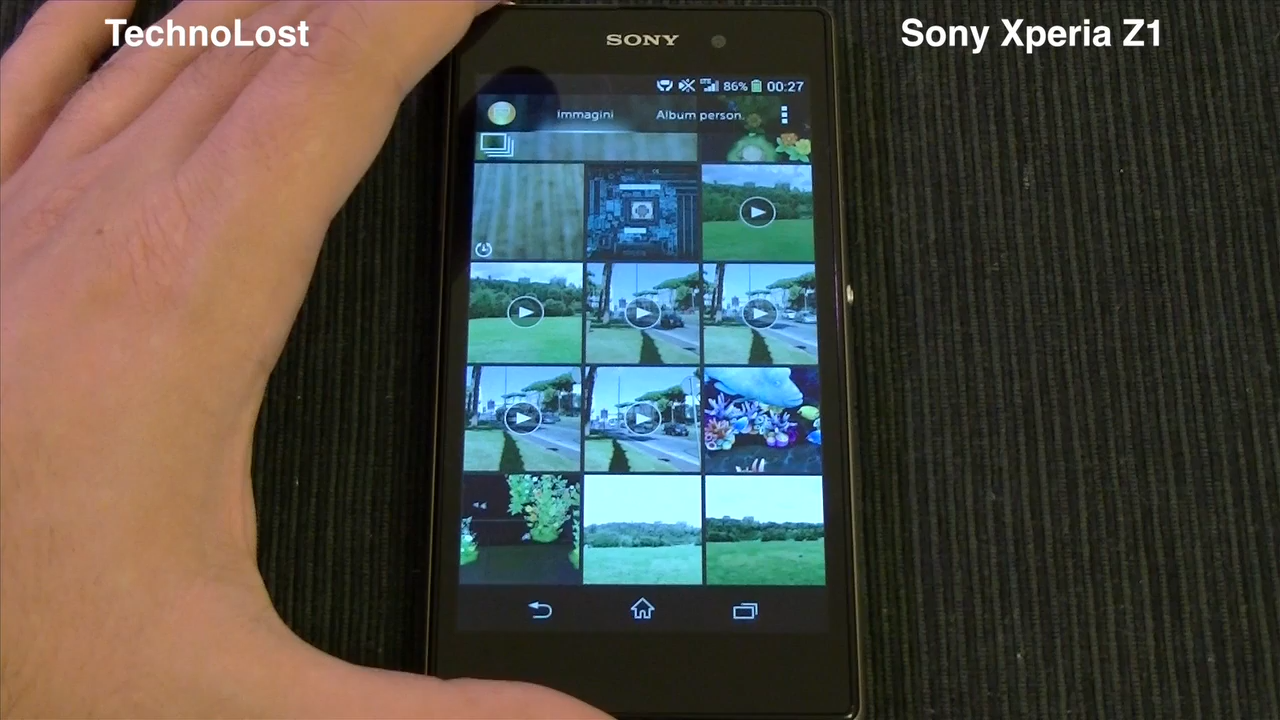 TechnoLost
Sony Xperia Z1
SONY
86% 00:27
Immagini
Album person.